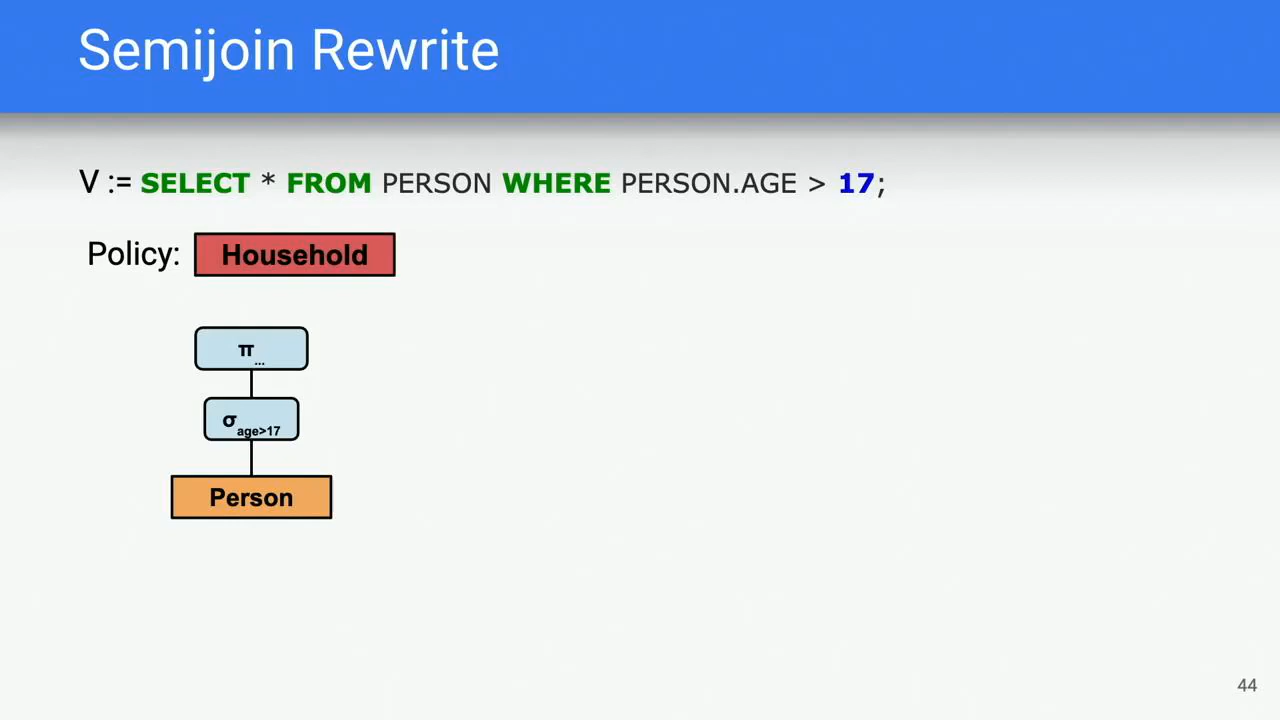 Semijoin Rewrite
V := SELECT * FROM PERSON WHERE PERSON.AGE > 17;
Policy: Household
π...
σage>17
Person
44